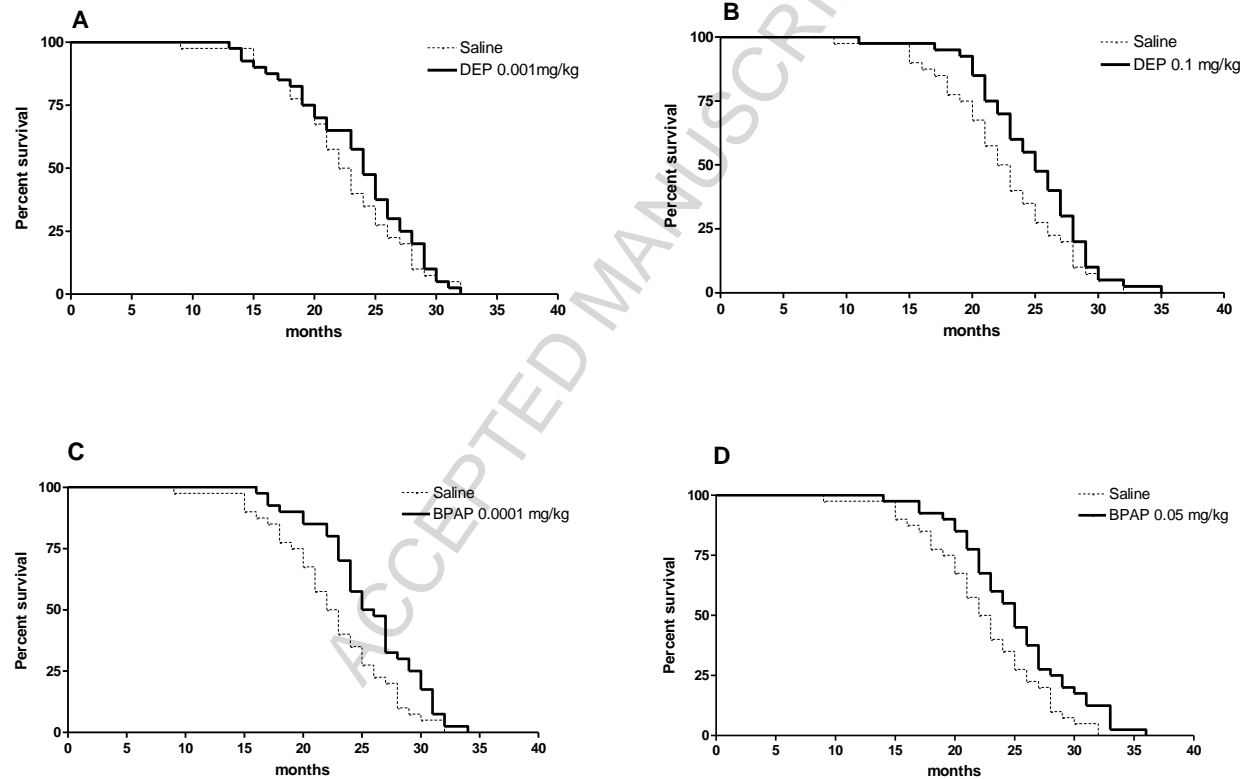 A
Saline
DEP 0.001mg/kg
100
75
50
25
0
Percent survival
0 5 10 15 20 25 30 35 40
months
B
Saline
DEP 0.1 mg/kg
100
75
50
25
0
Percent survival
0 5 10 15 20 25 30 35 40
months
C
Saline
BPAP 0.0001 mg/kg
100
75
50
25
0
Percent survival
0 5 10 15 20 25 30 35 40
months
D
Saline
BPAP 0.05 mg/kg
100
75
50
25
0
Percent survival
0 5 10 15 20 25 30 35 40
months
ACCEPTED MANUSCRI